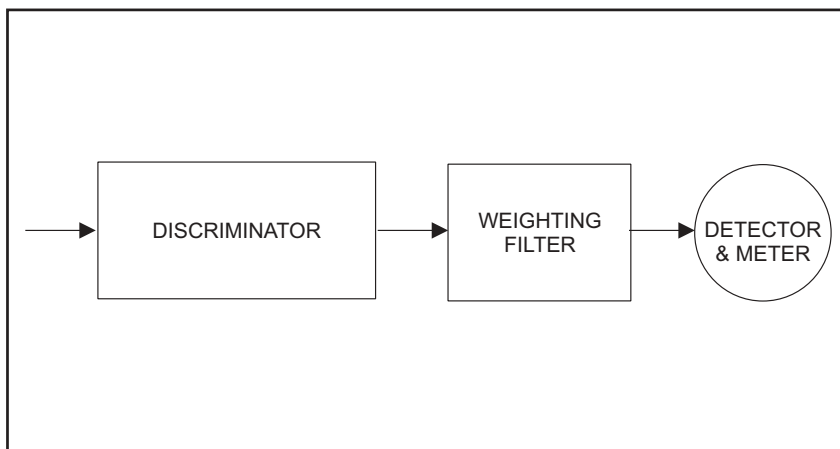 DISCRIMINATOR
WEIGHTING
FILTER
DETECTOR
& METER